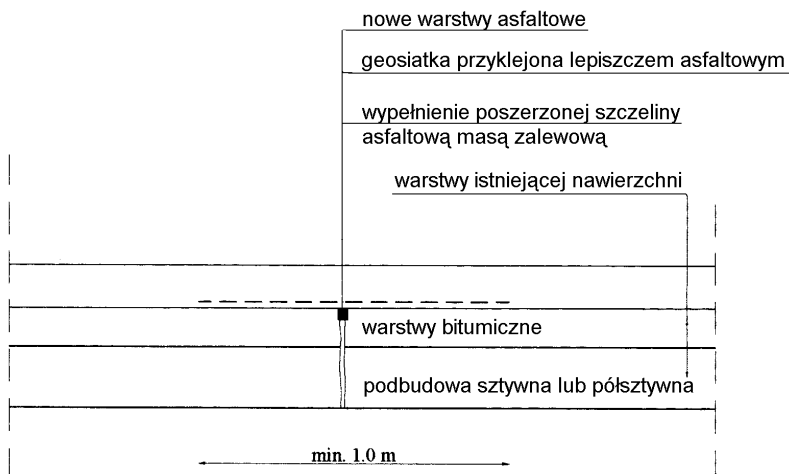 nowe warstwy asfaltowe
geosiatka przyklejona lepiszczem asfaltowym
wypełnienie poszerzonej szczeliny
asfaltową masą zalewową
warstwy istniejącej nawierzchni
warstwy bitumiczne
podbudowa sztywna lub półsztywna
min. 1.0 m